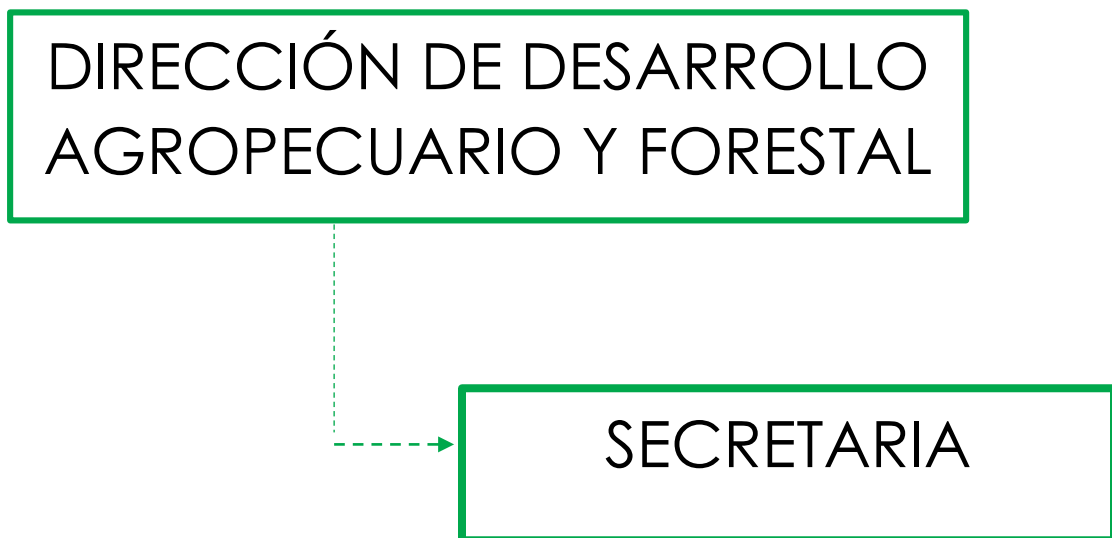 DIRECCIÓN DE DESARROLLO
AGROPECUARIO Y FORESTAL
SECRETARIA